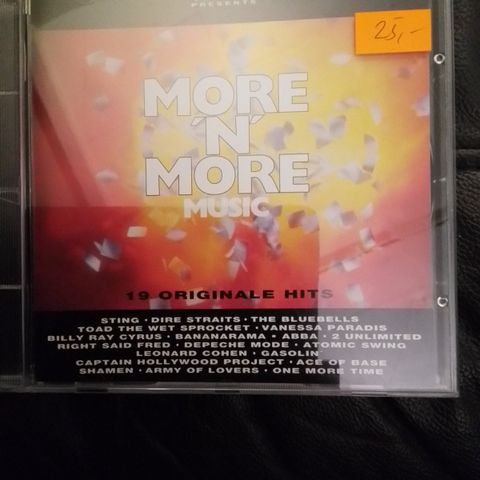 PRESENTS
25,-
MORE
'N'
MORE
MUSIC
19 ORIGINALE HITS
STING · DIRE STRAITS · THE BLUEBELLS
TOAD THE WET SPROCKET · VANESSA PARADIS
BILLY RAY CYRUS · BANANARAMA · ABBA · 2 UNLIMITED
RIGHT SAID FRED · DEPECHE MODE · ATOMIC SWING
LEONARD COHEN · GASOLIN'
CAPTAIN HOLLYWOOD PROJECT · ACE OF BASE
SHAMEN · ARMY OF LOVERS · ONE MORE TIME